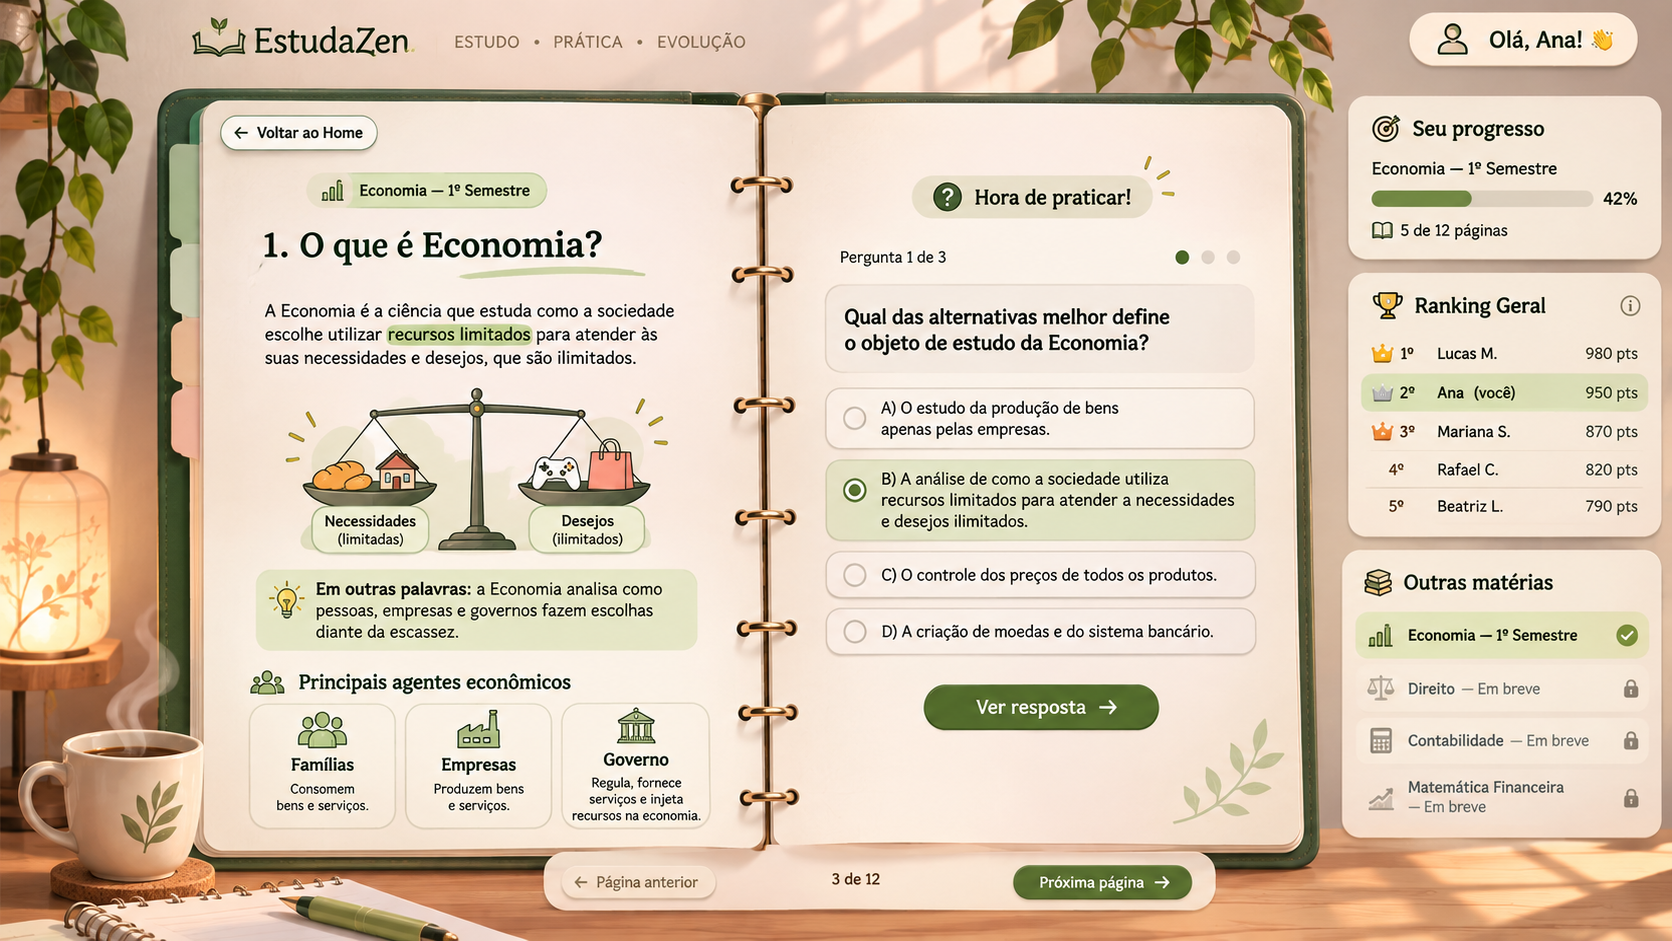 EstudaZen
ESTUDO • PRÁTICA • EVOLUÇÃO
Olá, Ana! 👋
← Voltar ao Home
Economia — 1º Semestre
1. O que é Economia?
A Economia é a ciência que estuda como a sociedade
escolhe utilizar recursos limitados para atender às
suas necessidades e desejos, que são ilimitados.
Necessidades
(limitadas)
Desejos
(ilimitados)
Em outras palavras: a Economia analisa como
pessoas, empresas e governos fazem escolhas
diante da escassez.
Principais agentes econômicos
Famílias
Consomem
bens e serviços.
Empresas
Produzem bens
e serviços.
Governo
Regula, fornece
serviços e injeta
recursos na economia.
? Hora de praticar!
Pergunta 1 de 3
Qual das alternativas melhor define
o objeto de estudo da Economia?
A) O estudo da produção de bens
apenas pelas empresas.
B) A análise de como a sociedade utiliza
recursos limitados para atender a necessidades
e desejos ilimitados.
C) O controle dos preços de todos os produtos.
D) A criação de moedas e do sistema bancário.
Ver resposta →
← Página anterior
3 de 12
Próxima página →
Seu progresso
Economia — 1º Semestre
42%
5 de 12 páginas
Ranking Geral
1º Lucas M. 980 pts
2º Ana (você) 950 pts
3º Mariana S. 870 pts
4º Rafael C. 820 pts
5º Beatriz L. 790 pts
Outras matérias
Economia — 1º Semestre
Direito — Em breve
Contabilidade — Em breve
Matemática Financeira
— Em breve